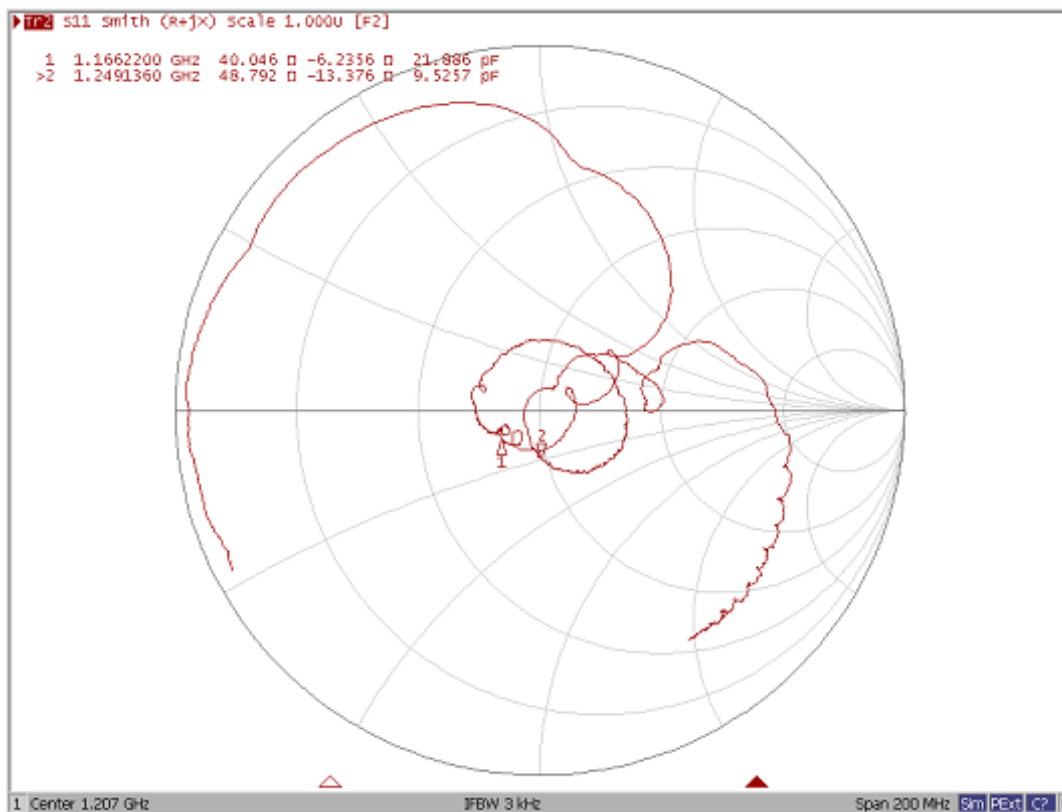 Tr2 S11 Smith (R+jX) Scale 1.000U [F2]
1 1.1662200 GHz 40.046 Ω -6.2356 Ω 21.886 pF
>2 1.2491360 GHz 48.792 Ω -13.376 Ω 9.5257 pF
2
1
1 Center 1.207 GHz IFBW 3 kHz Span 200 MHz Sim PExt C?